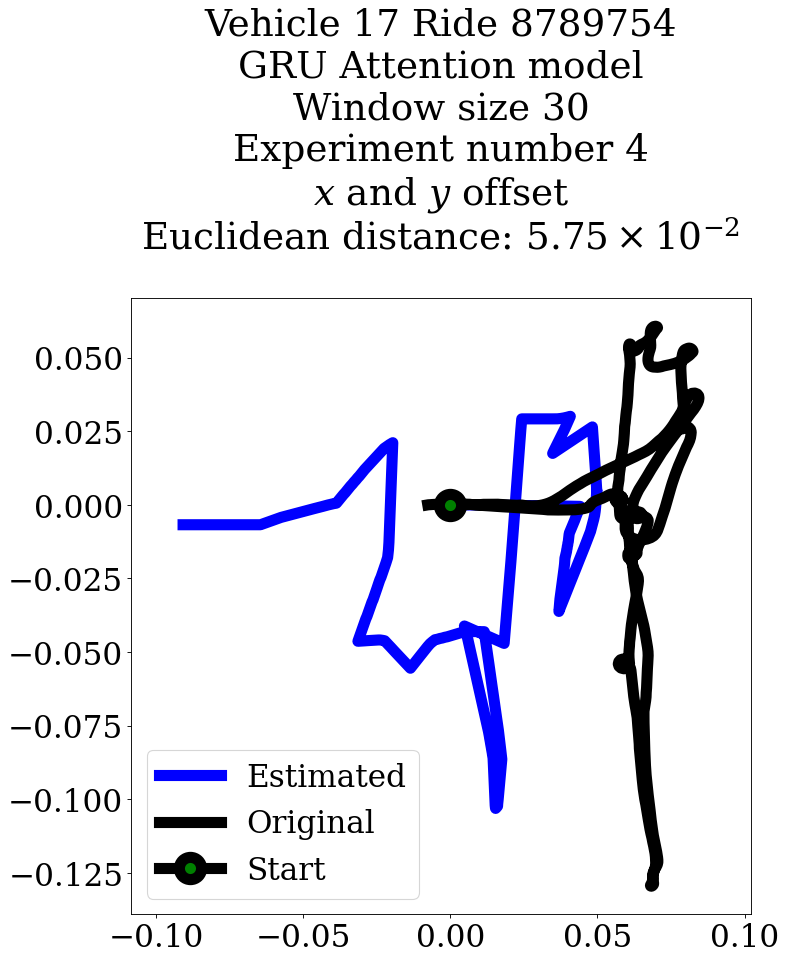 Vehicle 17 Ride 8789754
GRU Attention model
Window size 30
Experiment number 4
x and y offset
Euclidean distance: 5.75 × 10⁻²
0.050
0.025
0.000
−0.025
−0.050
−0.075
−0.100
−0.125
Estimated
Original
Start
−0.10 −0.05 0.00 0.05 0.10